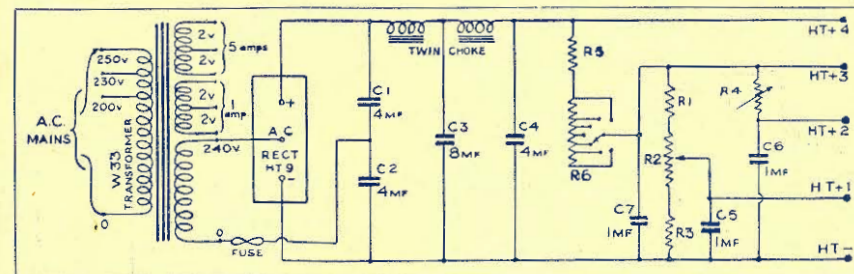 A.C.
MAINS
250v
230v
200v
0
W33
TRANSFORMER
2v
2v
5 amps
2v
2v
1
amp
240v.
0
FUSE
+
A.C
RECT
HT9
-
C1
4MF
C2
4MF
TWIN CHOKE
C3
8MF
C4
4MF
R5
R6
C7
1MF
R1
R2
R3
C5
1MF
R4
C6
1MF
HT+4
HT+3
HT+2
HT+1
HT-